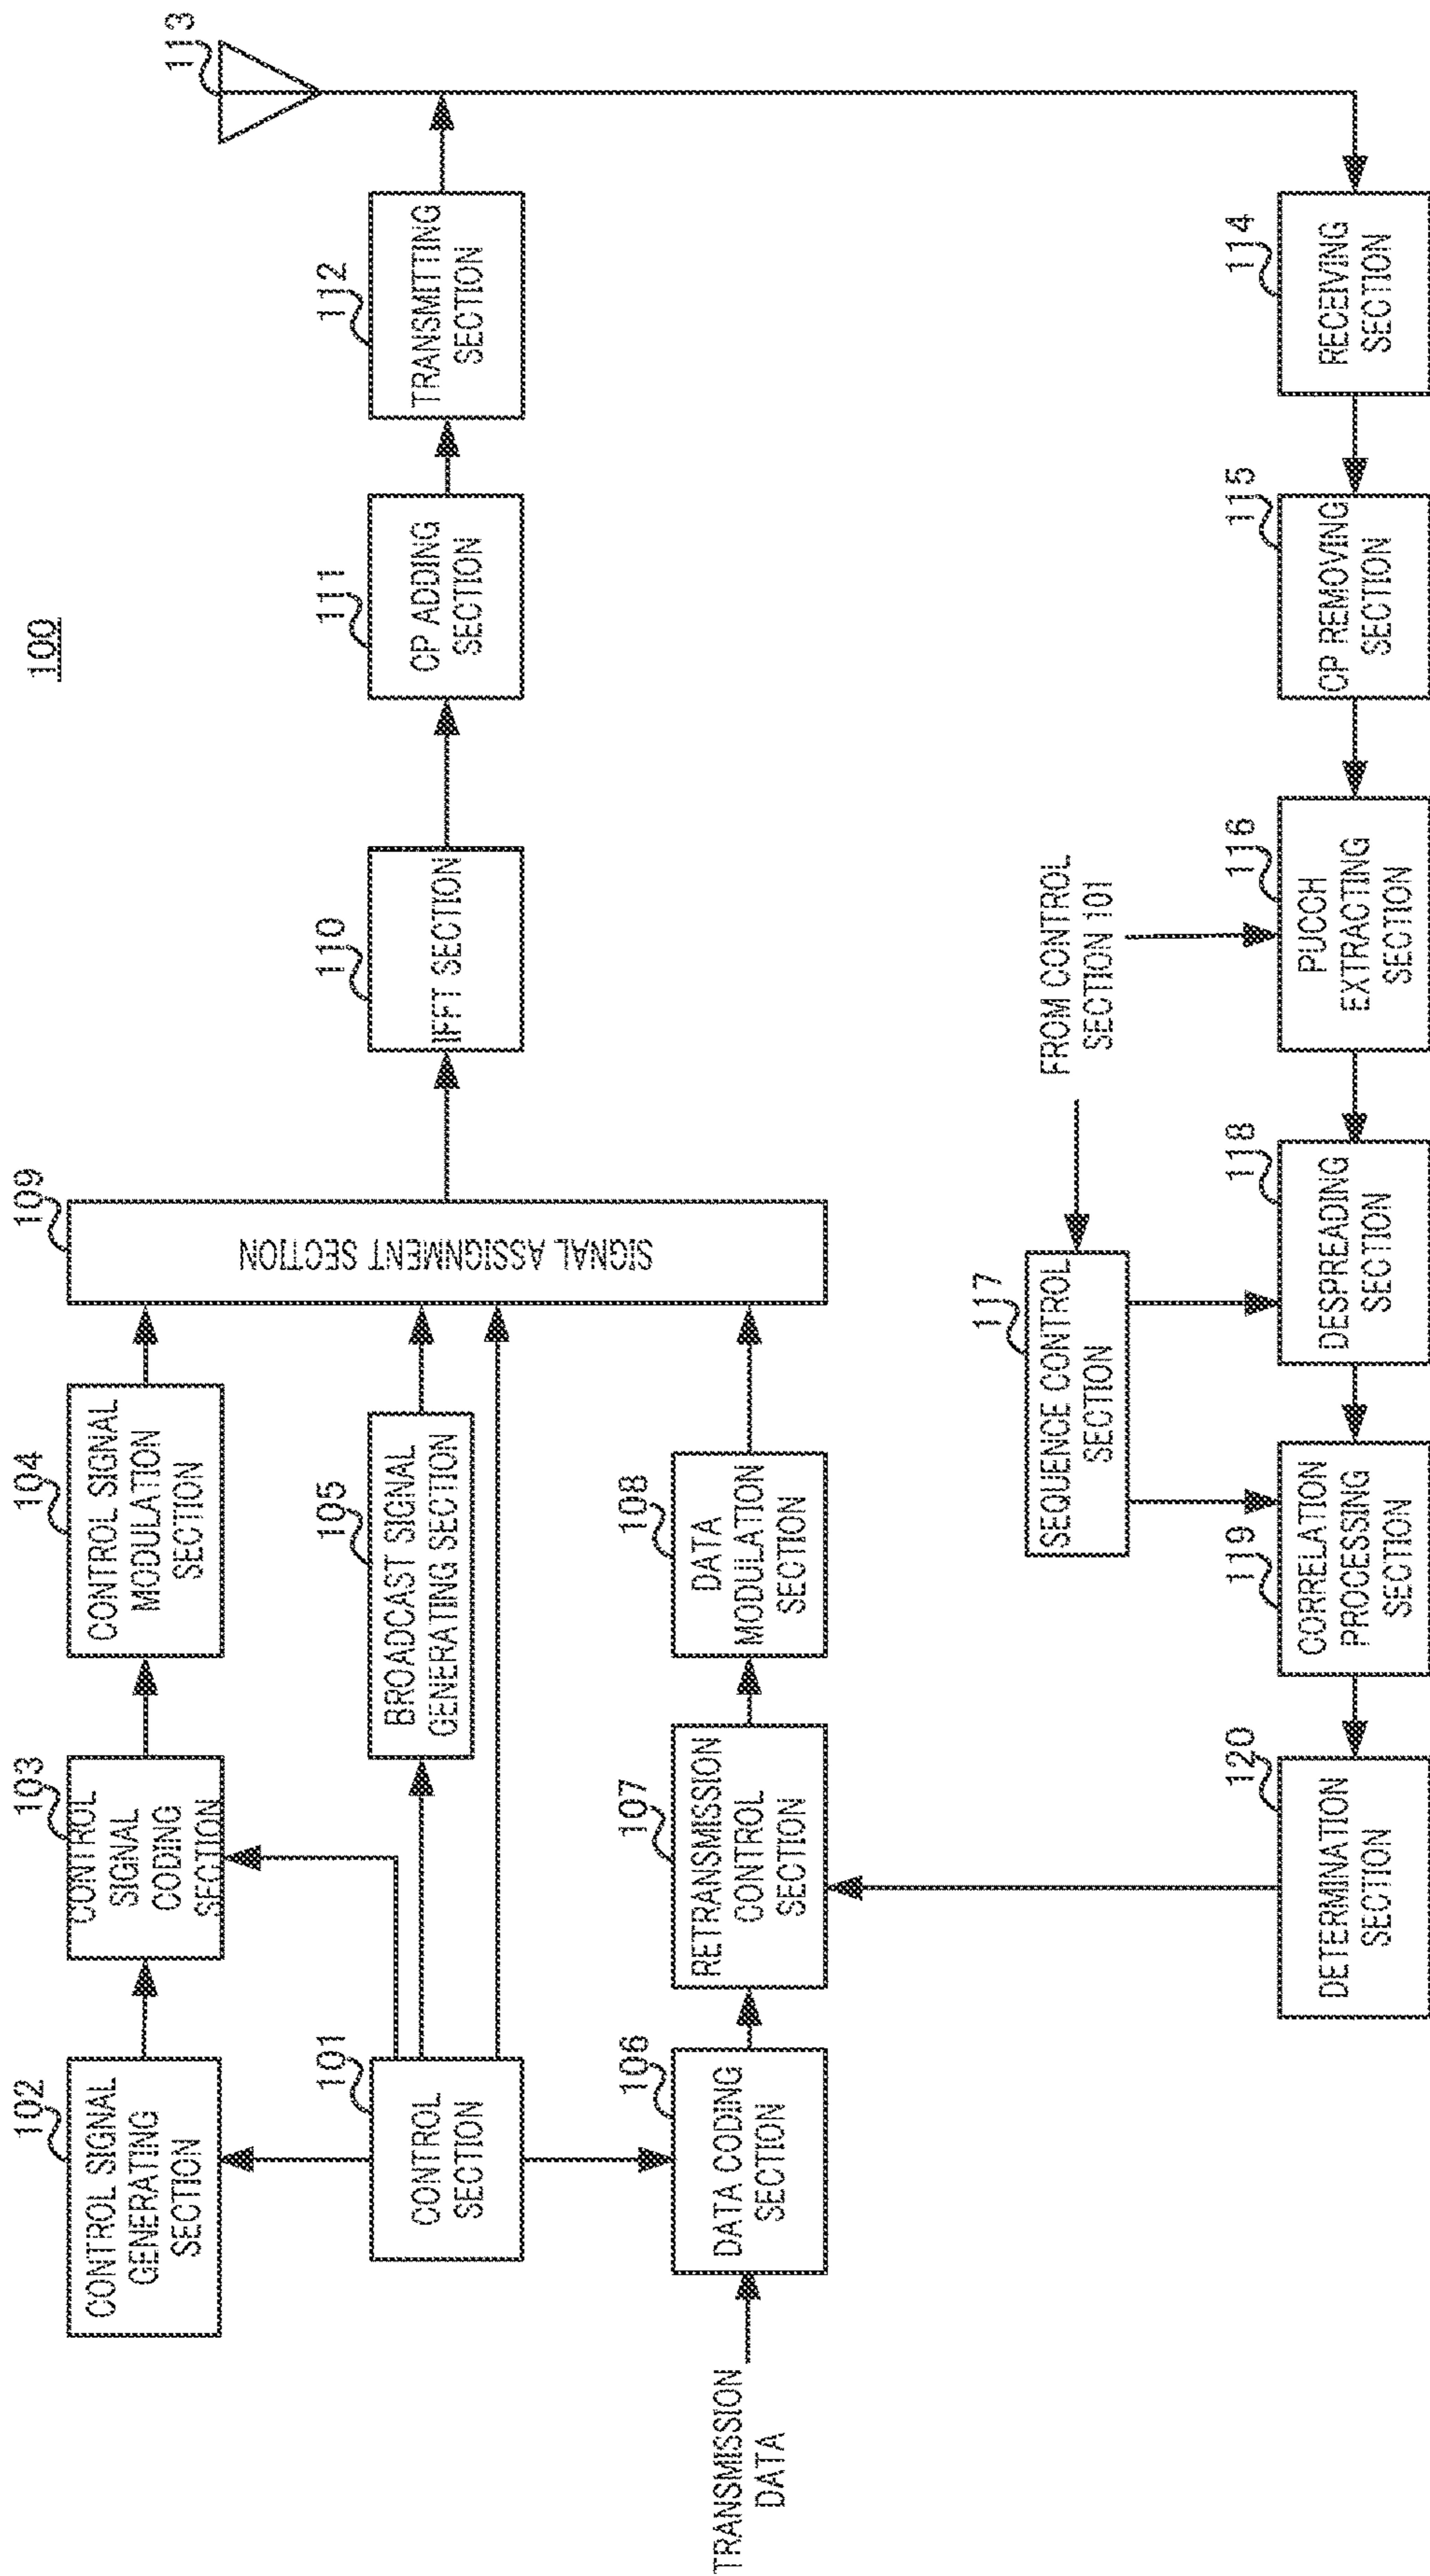 100
102
CONTROL SIGNAL
GENERATING
SECTION
103
CONTROL
SIGNAL
CODING
SECTION
104
CONTROL SIGNAL
MODULATION
SECTION
109
SIGNAL ASSIGNMENT SECTION
101
CONTROL
SECTION
105
BROADCAST SIGNAL
GENERATING SECTION
110
IFFT SECTION
111
CP ADDING
SECTION
112
TRANSMITTING
SECTION
113
TRANSMISSION
DATA
106
DATA CODING
SECTION
107
RETRANSMISSION
CONTROL
SECTION
108
DATA
MODULATION
SECTION
117
SEQUENCE CONTROL
SECTION
FROM CONTROL
SECTION 101
120
DETERMINATION
SECTION
119
CORRELATION
PROCESSING
SECTION
118
DESPREADING
SECTION
116
PUCCH
EXTRACTING
SECTION
115
CP REMOVING
SECTION
114
RECEIVING
SECTION